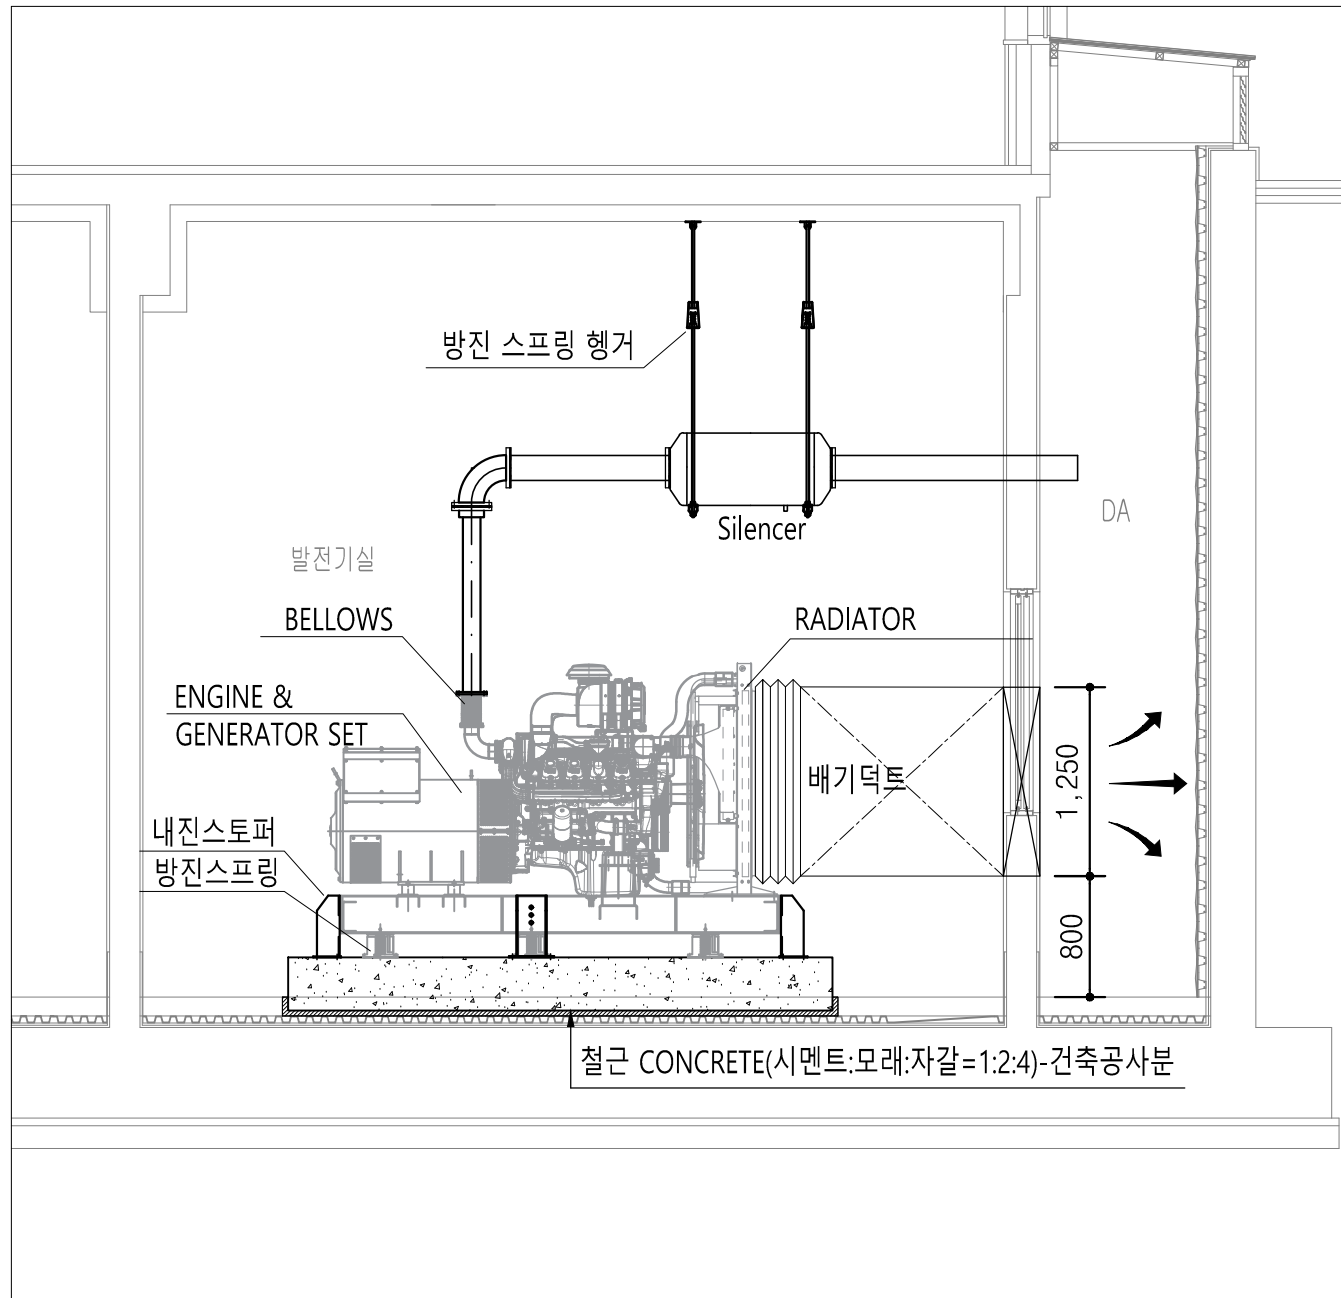 방진 스프링 헹거
Silencer
DA
발전기실
BELLOWS
RADIATOR
ENGINE &
GENERATOR SET
배기덕트
1,250
내진스토퍼
방진스프링
800
철근 CONCRETE(시멘트:모래:자갈=1:2:4)-건축공사분